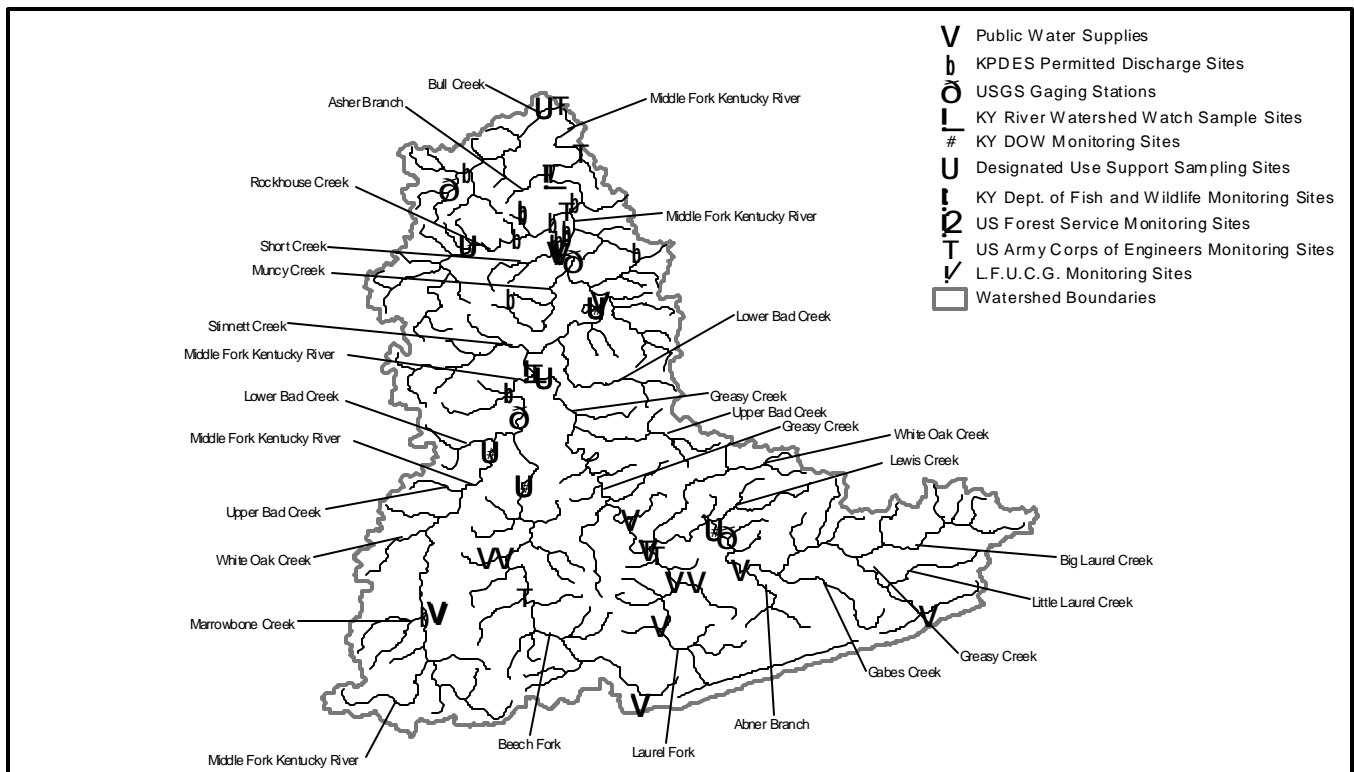 Public Water Supplies
KPDES Permitted Discharge Sites
USGS Gaging Stations
KY River Watershed Watch Sample Sites
KY DOW Monitoring Sites
Designated Use Support Sampling Sites
KY Dept. of Fish and Wildlife Monitoring Sites
US Forest Service Monitoring Sites
US Army Corps of Engineers Monitoring Sites
L.F.U.C.G. Monitoring Sites
Watershed Boundaries
Bull Creek
Asher Branch
Middle Fork Kentucky River
Rockhouse Creek
Middle Fork Kentucky River
Short Creek
Muncy Creek
Lower Bad Creek
Stinnett Creek
Middle Fork Kentucky River
Lower Bad Creek
Greasy Creek
Upper Bad Creek
Greasy Creek
Middle Fork Kentucky River
White Oak Creek
Lewis Creek
Upper Bad Creek
White Oak Creek
Big Laurel Creek
Little Laurel Creek
Marrowbone Creek
Greasy Creek
Gabes Creek
Abner Branch
Beech Fork
Laurel Fork
Middle Fork Kentucky River